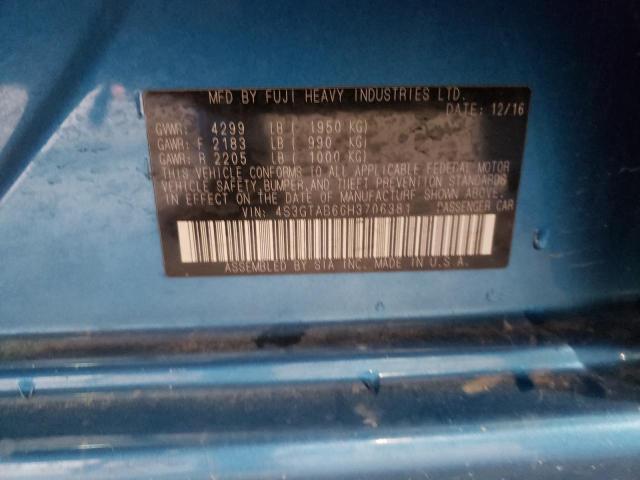 MFD BY FUJI HEAVY INDUSTRIES LTD.
DATE: 12/16
GVWR: 4299 LB ( 1950 KG)
GAWR: F 2183 LB ( 990 KG)
GAWR: R 2205 LB ( 1000 KG)
THIS VEHICLE CONFORMS TO ALL APPLICABLE FEDERAL MOTOR
VEHICLE SAFETY, BUMPER, AND THEFT PREVENTION STANDARDS
IN EFFECT ON THE DATE OF MANUFACTURE SHOWN ABOVE.
VIN: 4S3GTAB6GH3706381 PASSENGER CAR
ASSEMBLED BY SIA INC. MADE IN U.S.A.